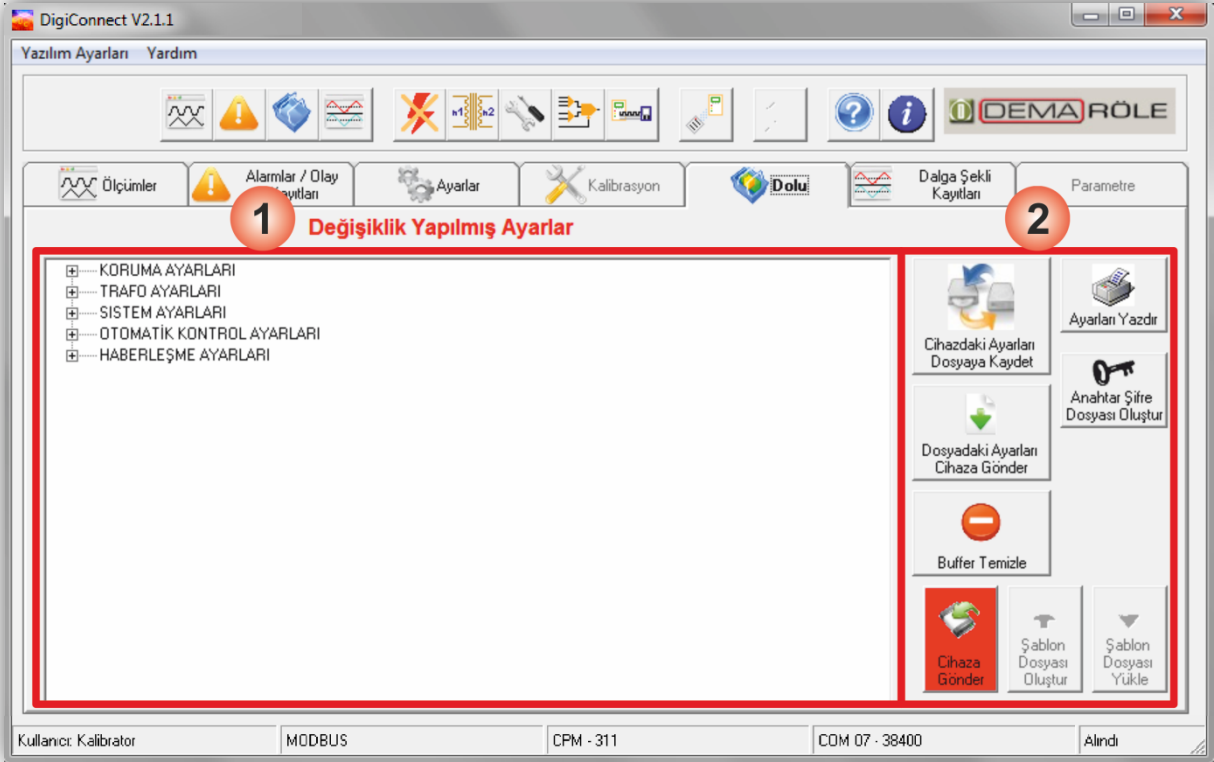 DigiConnect V2.1.1
Yazılım Ayarları Yardım
n1 n2
DEMA RÖLE
Ölçümler
Alarmlar / Olay
Kayıtları
Ayarlar
Kalibrasyon
Dolu
Dalga Şekli
Kayıtları
Parametre
1
2
Değişiklik Yapılmış Ayarlar
KORUMA AYARLARI
TRAFO AYARLARI
SISTEM AYARLARI
OTOMATİK KONTROL AYARLARI
HABERLEŞME AYARLARI
Cihazdaki Ayarları
Dosyaya Kaydet
Ayarları Yazdır
Anahtar Şifre
Dosyası Oluştur
Dosyadaki Ayarları
Cihaza Gönder
Buffer Temizle
Cihaza
Gönder
Şablon
Dosyası
Oluştur
Şablon
Dosyası
Yükle
Kullanıcı: Kalibrator
MODBUS
CPM - 311
COM 07 - 38400
Alındı